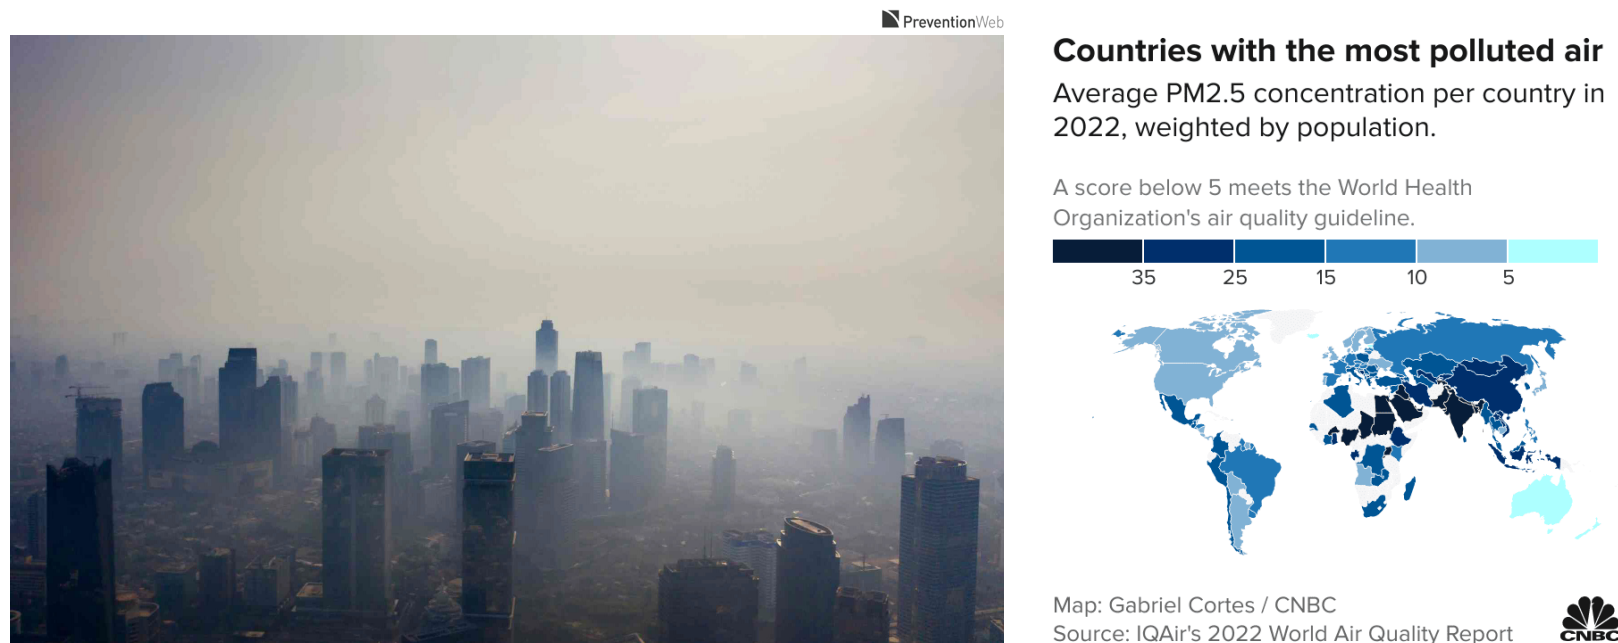 PreventionWeb
Countries with the most polluted air
Average PM2.5 concentration per country in
2022, weighted by population.
A score below 5 meets the World Health
Organization's air quality guideline.
35 25 15 10 5
Map: Gabriel Cortes / CNBC
Source: IQAir's 2022 World Air Quality Report
CNBC